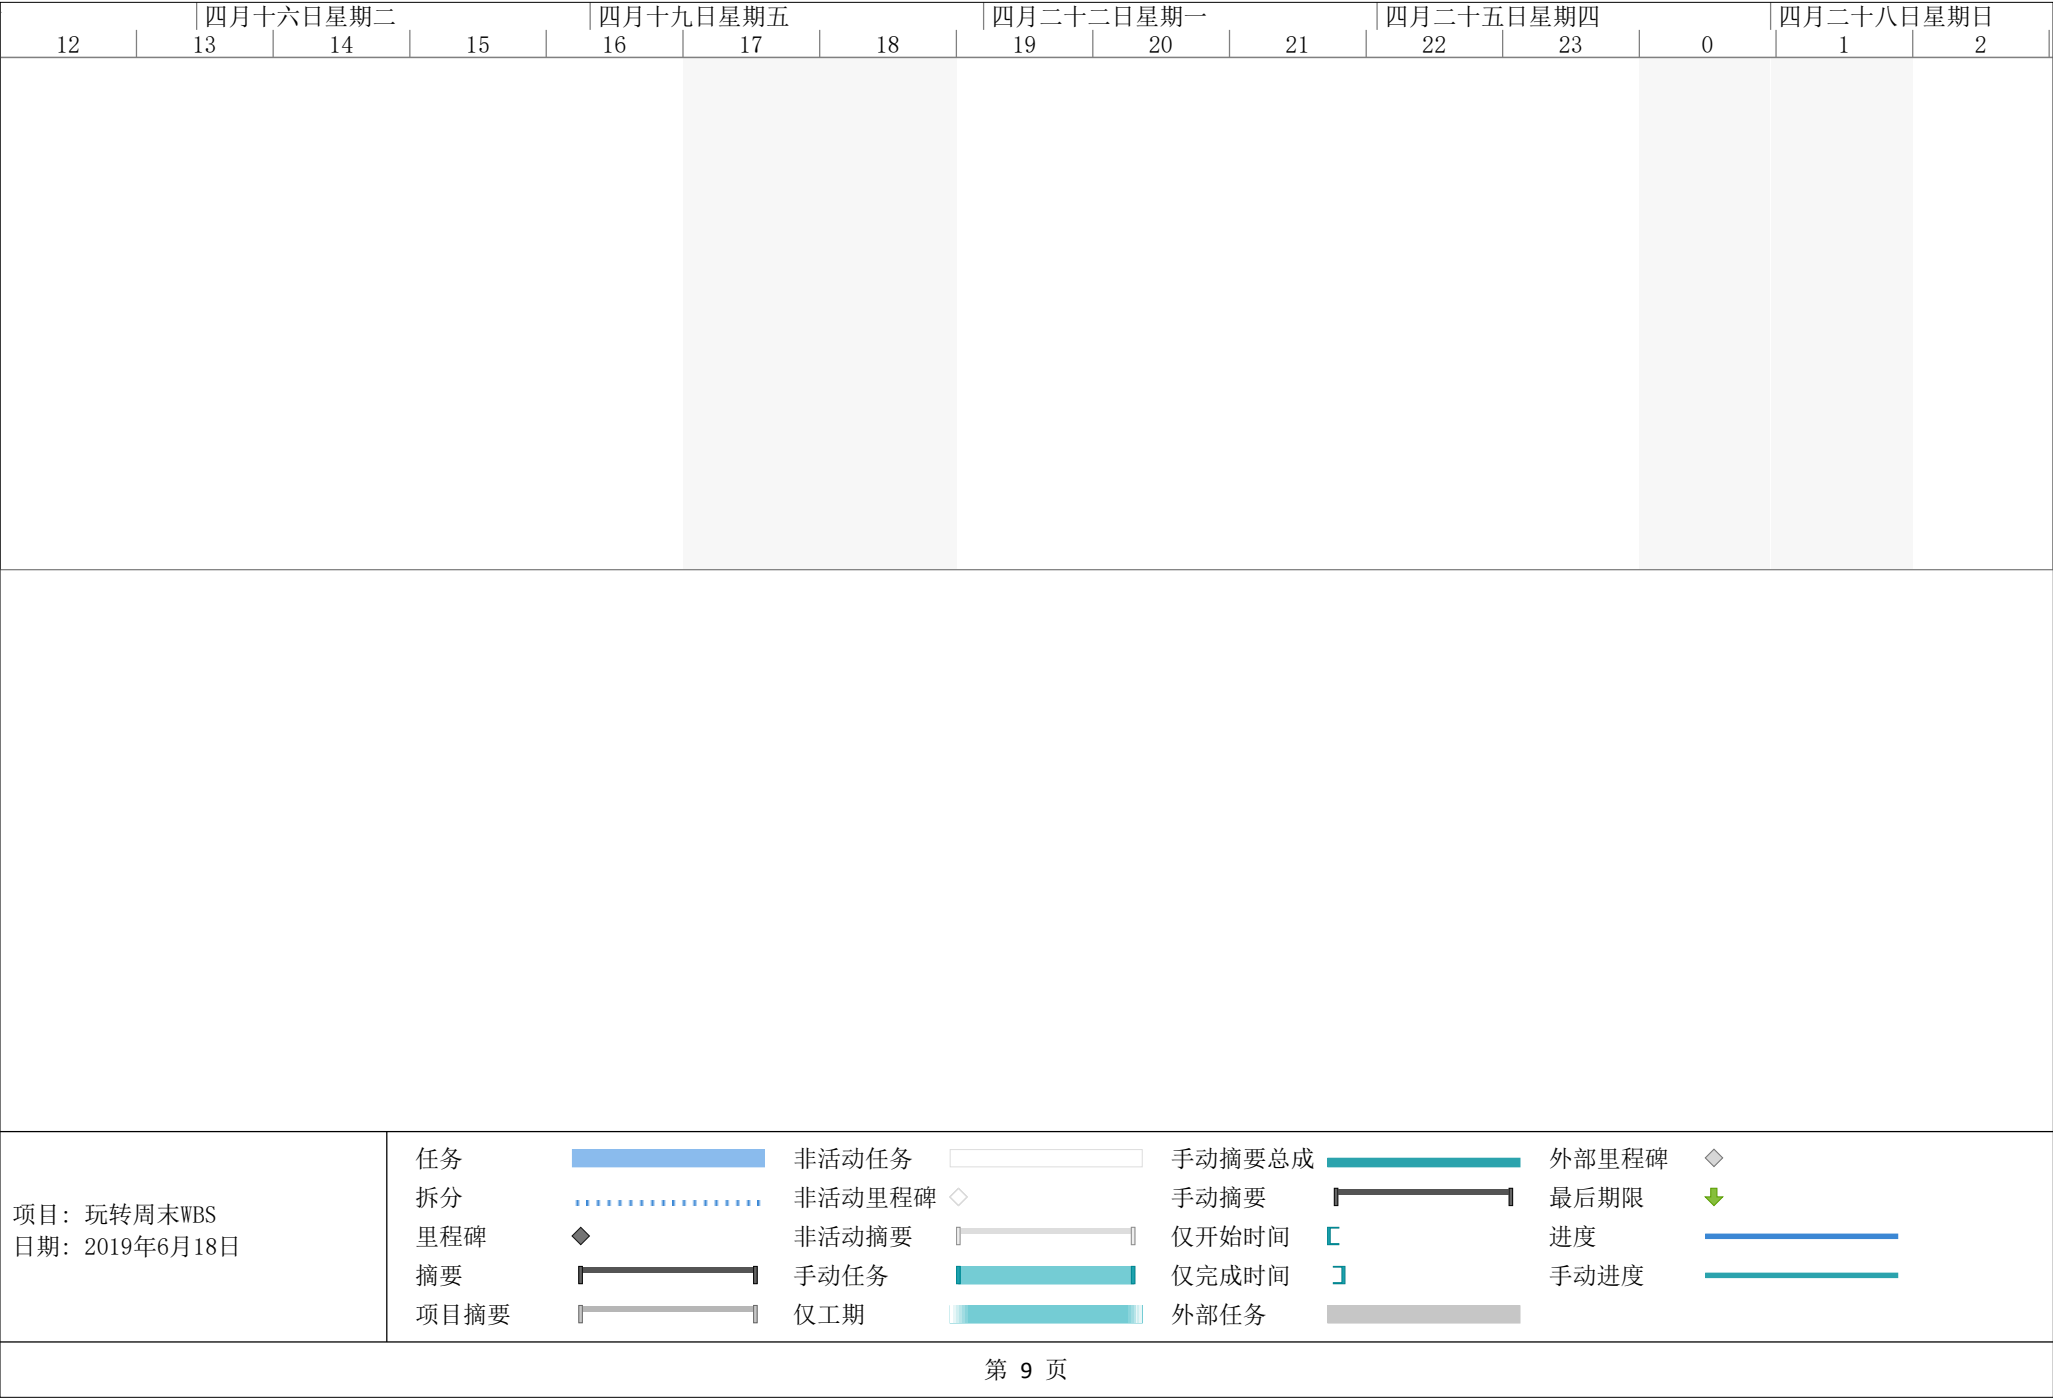 四月十六日星期二 四月十九日星期五 四月二十二日星期一 四月二十五日星期四 四月二十八日星期日
12 13 14 15 16 17 18 19 20 21 22 23 0 1 2
项目: 玩转周末WBS
日期: 2019年6月18日
任务 非活动任务 手动摘要总成 外部里程碑
拆分 非活动里程碑 手动摘要 最后期限
里程碑 非活动摘要 仅开始时间 进度
摘要 手动任务 仅完成时间 手动进度
项目摘要 仅工期 外部任务
第 9 页